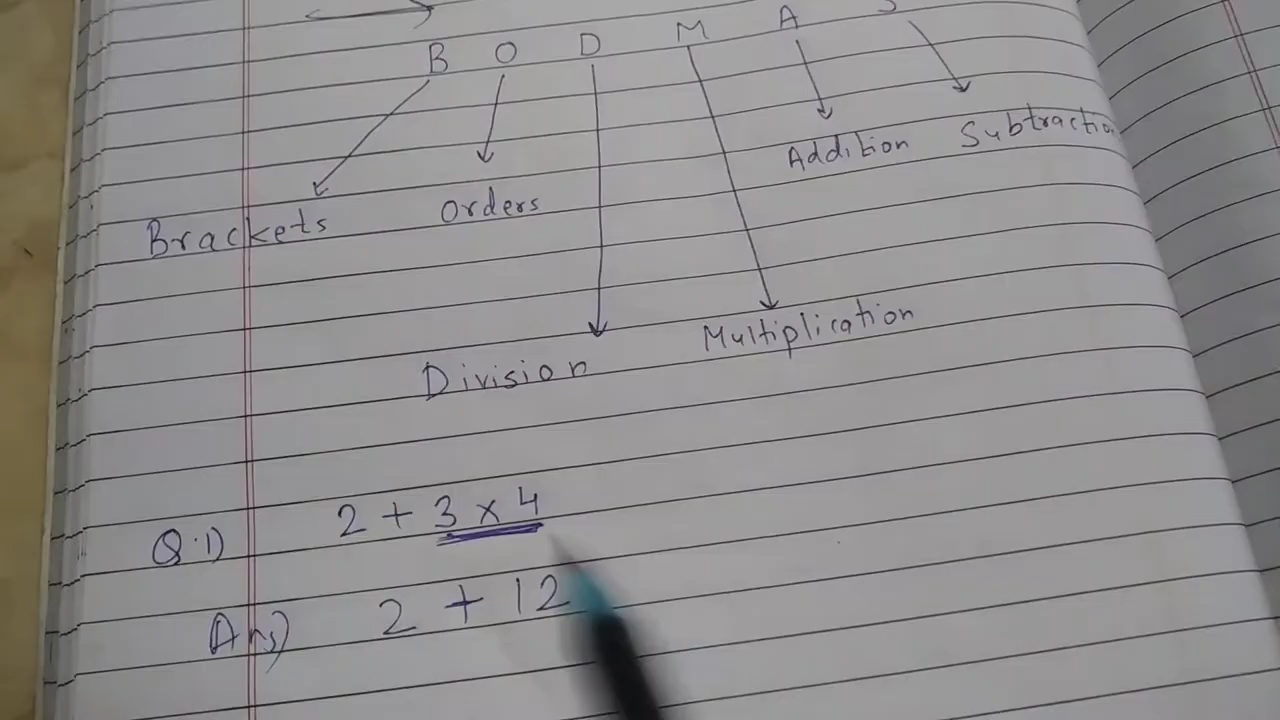 B O D M A S
Addition Subtraction
Brackets Orders
Division Multiplication
Q.1) 2 + 3 x 4
Ans) 2 + 12